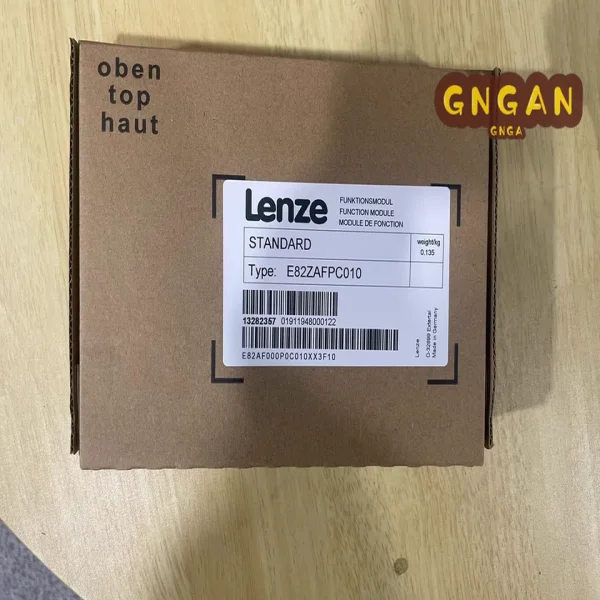 oben
top
haut
GNGAN
GNGA
Lenze
FUNKTIONSMODUL
FUNCTION MODULE
MODULE DE FONCTION
STANDARD
weight/kg
0.135
Type: E82ZAFPC010
13282357 01911948000122
E82AF000P0C010XX3F10
Lenze
D-32699 Extertal
Made in Germany